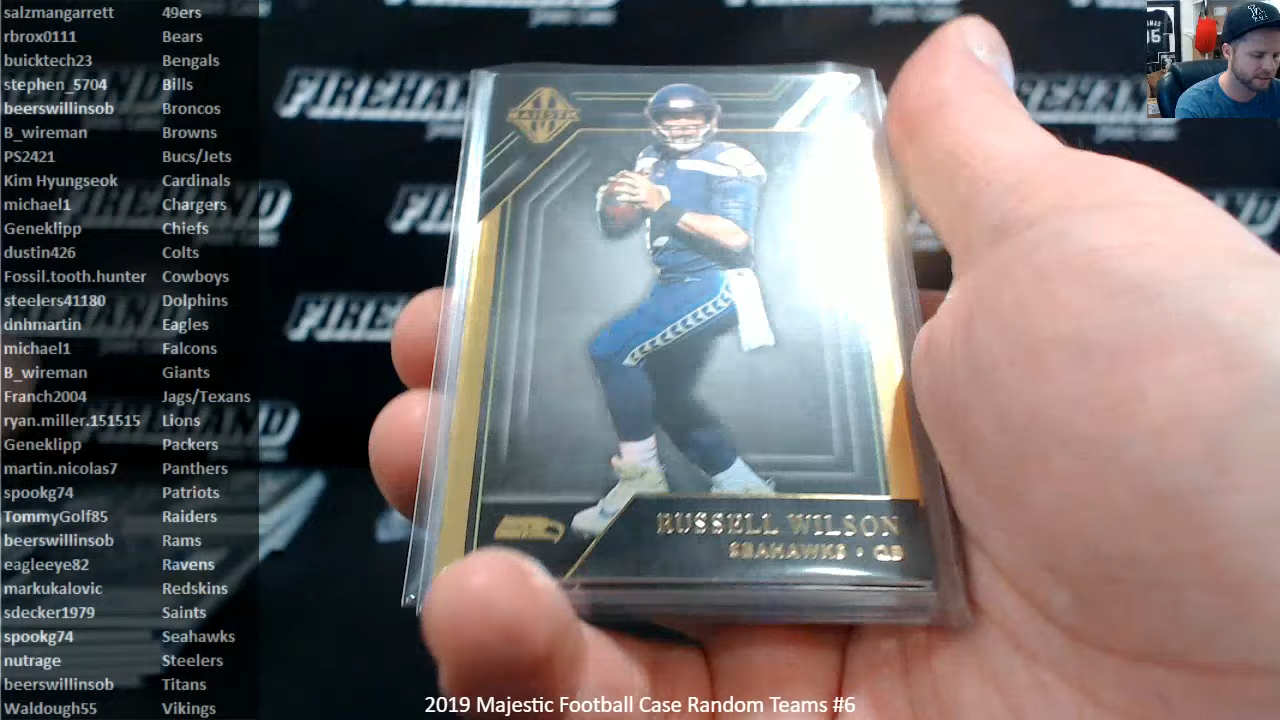 salzmangarrett 49ers
rbrox0111 Bears
buicktech23 Bengals
stephen_5704 Bills
beerswillinsob Broncos
B_wireman Browns
PS2421 Bucs/Jets
Kim Hyungseok Cardinals
michael1 Chargers
Geneklipp Chiefs
dustin426 Colts
Fossil.tooth.hunter Cowboys
steelers41180 Dolphins
dnhmartin Eagles
michael1 Falcons
B_wireman Giants
Franch2004 Jags/Texans
ryan.miller.151515 Lions
Geneklipp Packers
martin.nicolas7 Panthers
spookg74 Patriots
TommyGolf85 Raiders
beerswillinsob Rams
eagleeye82 Ravens
markukalovic Redskins
sdecker1979 Saints
spookg74 Seahawks
nutrage Steelers
beerswillinsob Titans
Waldough55 Vikings
FIREHAND
MAJESTIC
RUSSELL WILSON
SEAHAWKS • QB
2019 Majestic Football Case Random Teams #6